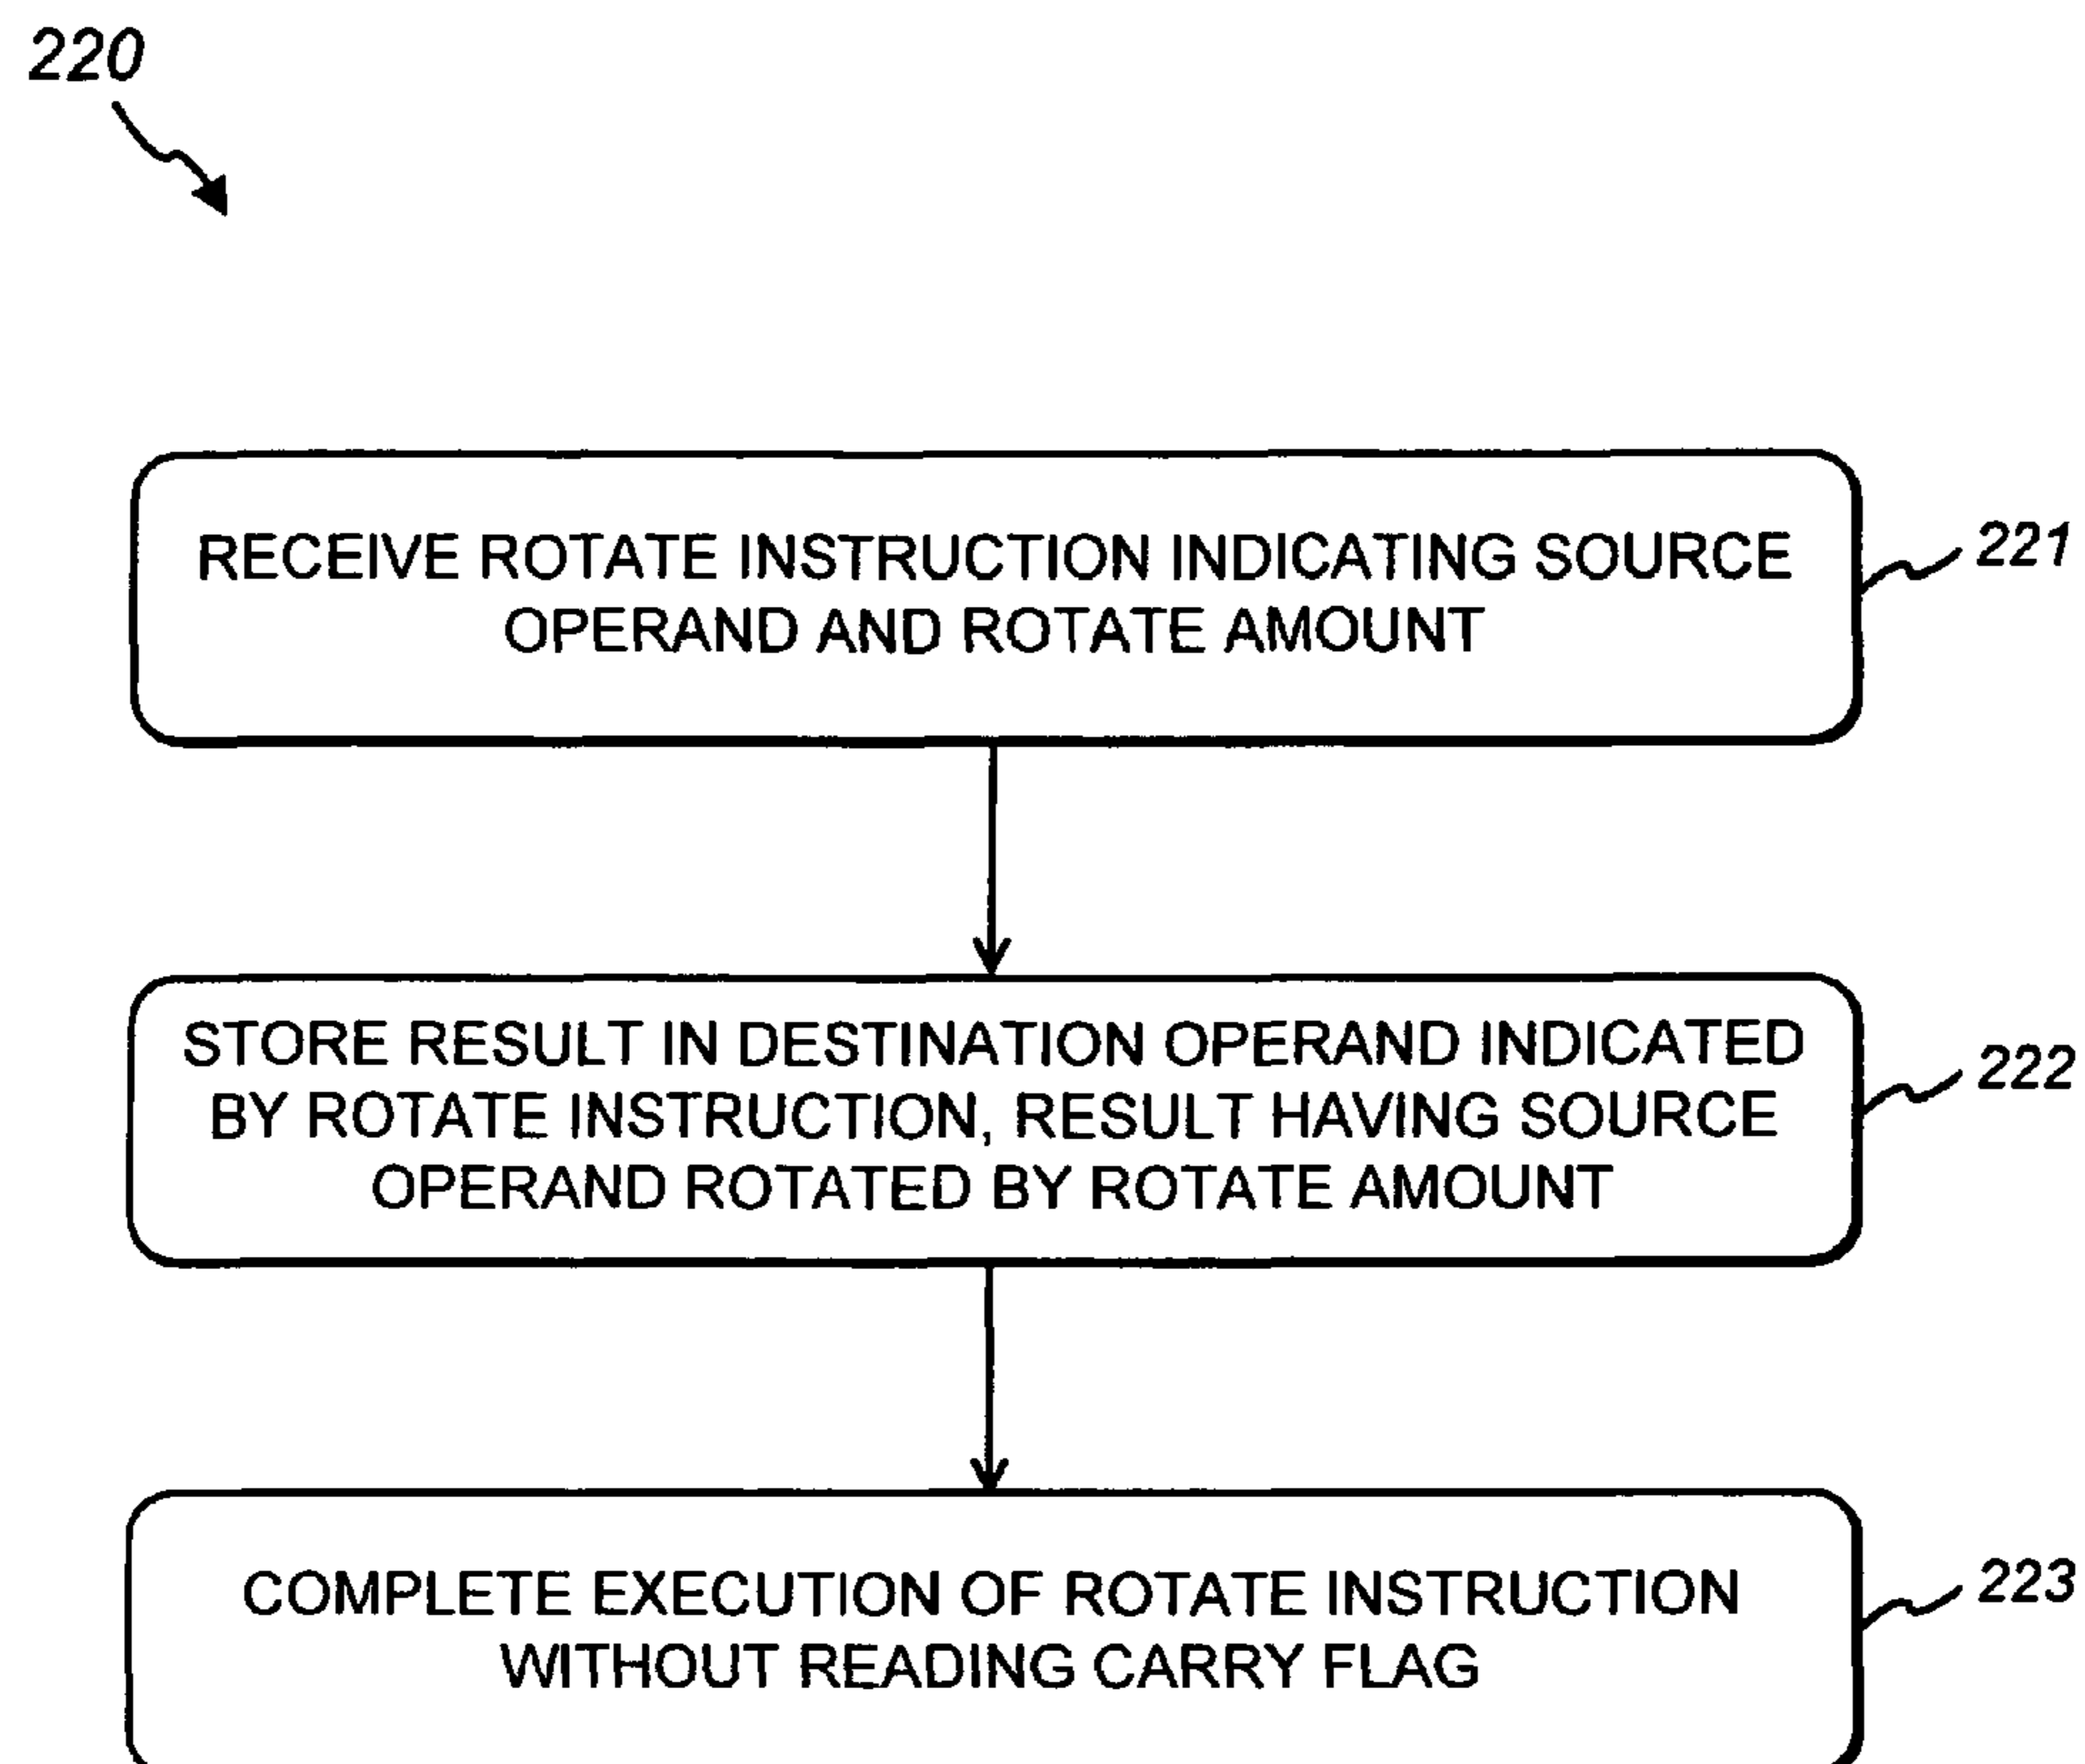 220
RECEIVE ROTATE INSTRUCTION INDICATING SOURCE
OPERAND AND ROTATE AMOUNT
221
STORE RESULT IN DESTINATION OPERAND INDICATED
BY ROTATE INSTRUCTION, RESULT HAVING SOURCE
OPERAND ROTATED BY ROTATE AMOUNT
222
COMPLETE EXECUTION OF ROTATE INSTRUCTION
WITHOUT READING CARRY FLAG
223